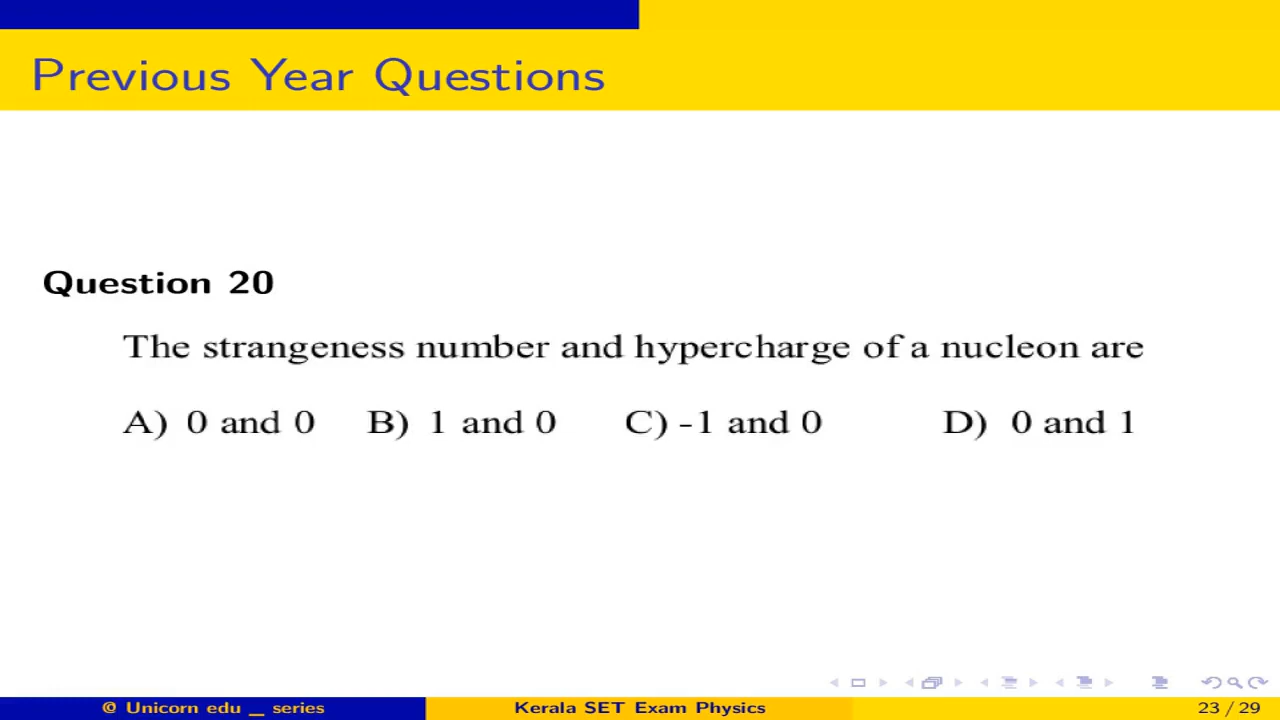 Previous Year Questions
Question 20
The strangeness number and hypercharge of a nucleon are
A) 0 and 0 B) 1 and 0 C) -1 and 0 D) 0 and 1
@ Unicorn edu _ series Kerala SET Exam Physics 23 / 29